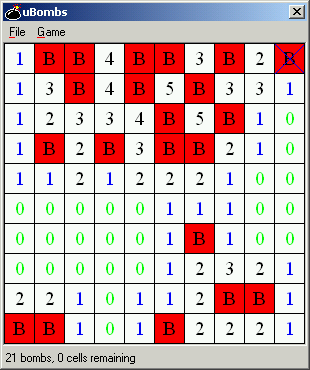 uBombs
File Game
1 B B 4 B B 3 B 2 B
1 3 B 4 B 5 B 3 3 1
1 2 3 3 4 B 5 B 1 0
1 B 2 B 3 B B 2 1 0
1 1 2 1 2 2 2 1 0 0
0 0 0 0 0 1 1 1 0 0
0 0 0 0 0 1 B 1 0 0
0 0 0 0 0 1 2 3 2 1
2 2 1 0 1 1 2 B B 1
B B 1 0 1 B 2 2 2 1
21 bombs, 0 cells remaining